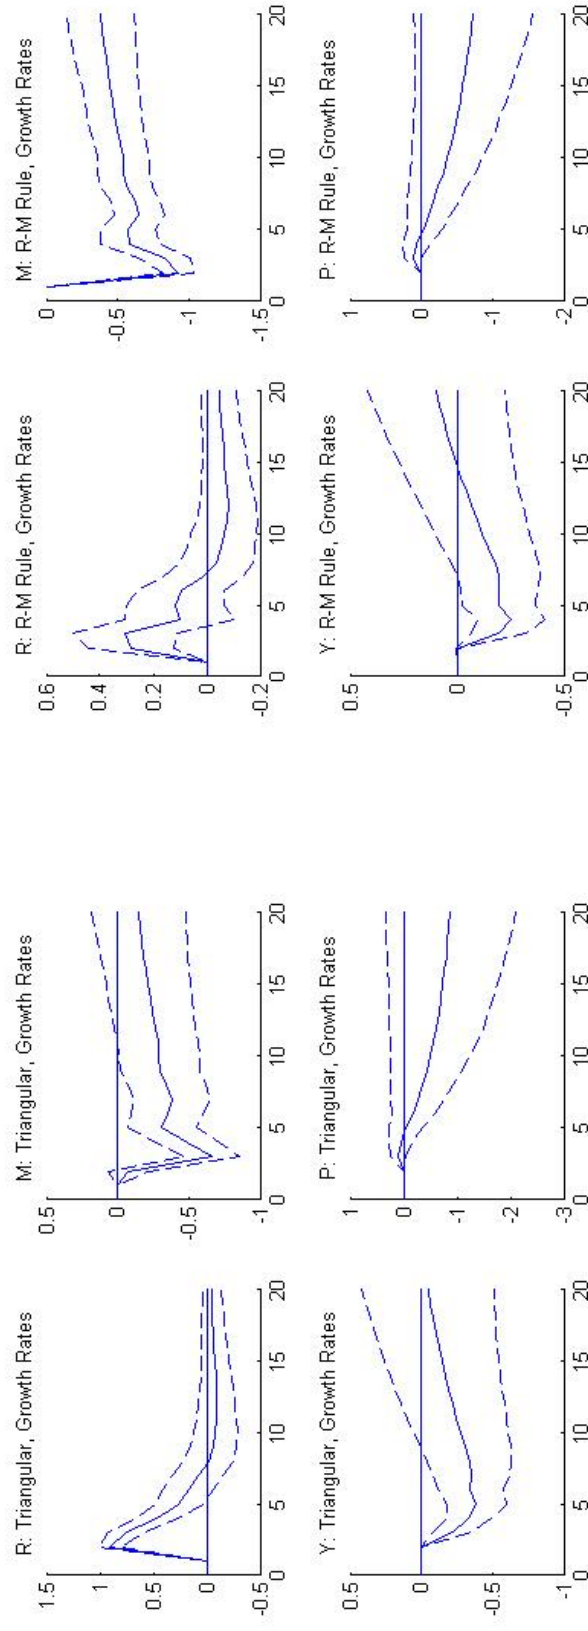 R: Triangular, Growth Rates
1.5
1
0.5
0
-0.5
0 5 10 15 20
M: Triangular, Growth Rates
0.5
0
-0.5
-1
0 5 10 15 20
Y: Triangular, Growth Rates
0.5
0
-0.5
-1
0 5 10 15 20
P: Triangular, Growth Rates
1
0
-1
-2
-3
0 5 10 15 20
R: R-M Rule, Growth Rates
0.6
0.4
0.2
0
-0.2
0 5 10 15 20
M: R-M Rule, Growth Rates
0
-0.5
-1
-1.5
0 5 10 15 20
Y: R-M Rule, Growth Rates
0.5
0
-0.5
0 5 10 15 20
P: R-M Rule, Growth Rates
1
0
-1
-2
0 5 10 15 20